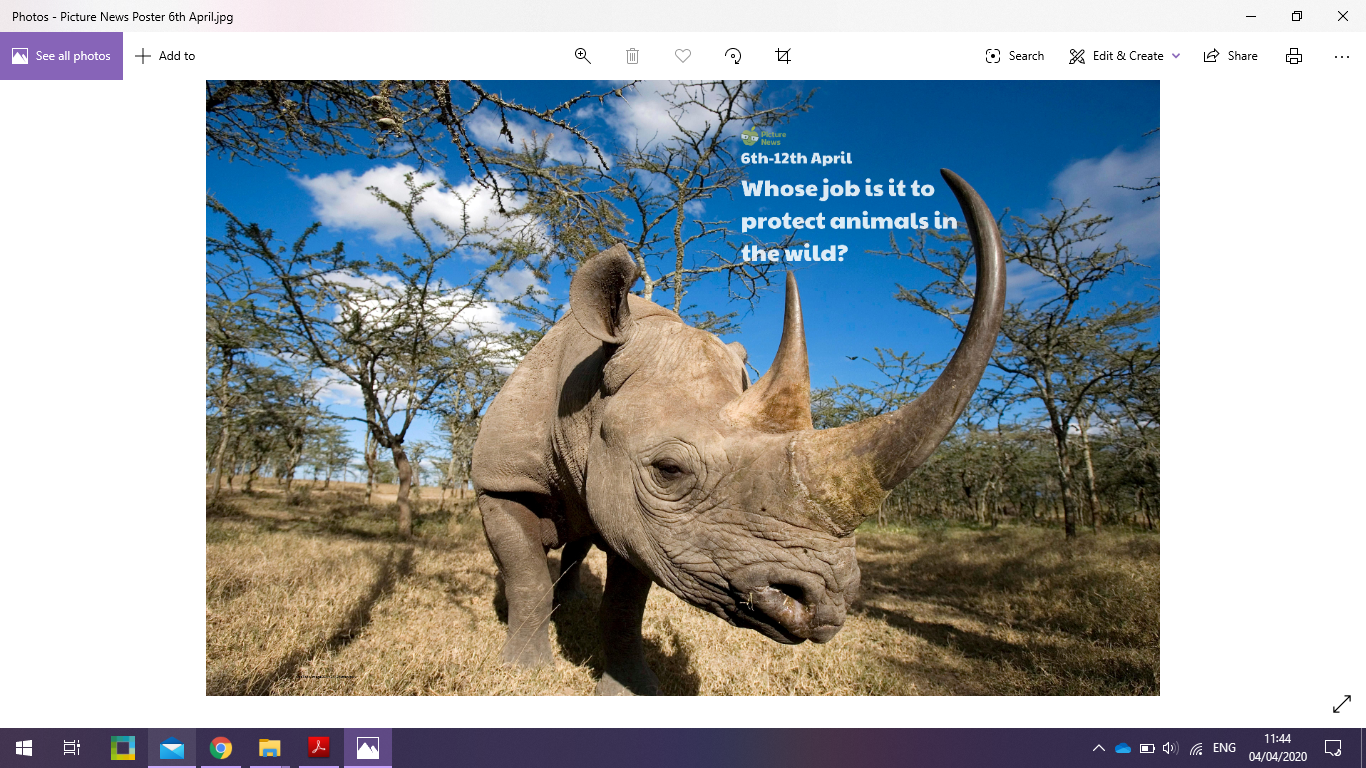 Photos - Picture News Poster 6th April.jpg
See all photos
Add to
Search
Edit & Create
Share
Picture
News
6th-12th April
Whose job is it to
protect animals in
the wild?
ENG
11:44
04/04/2020